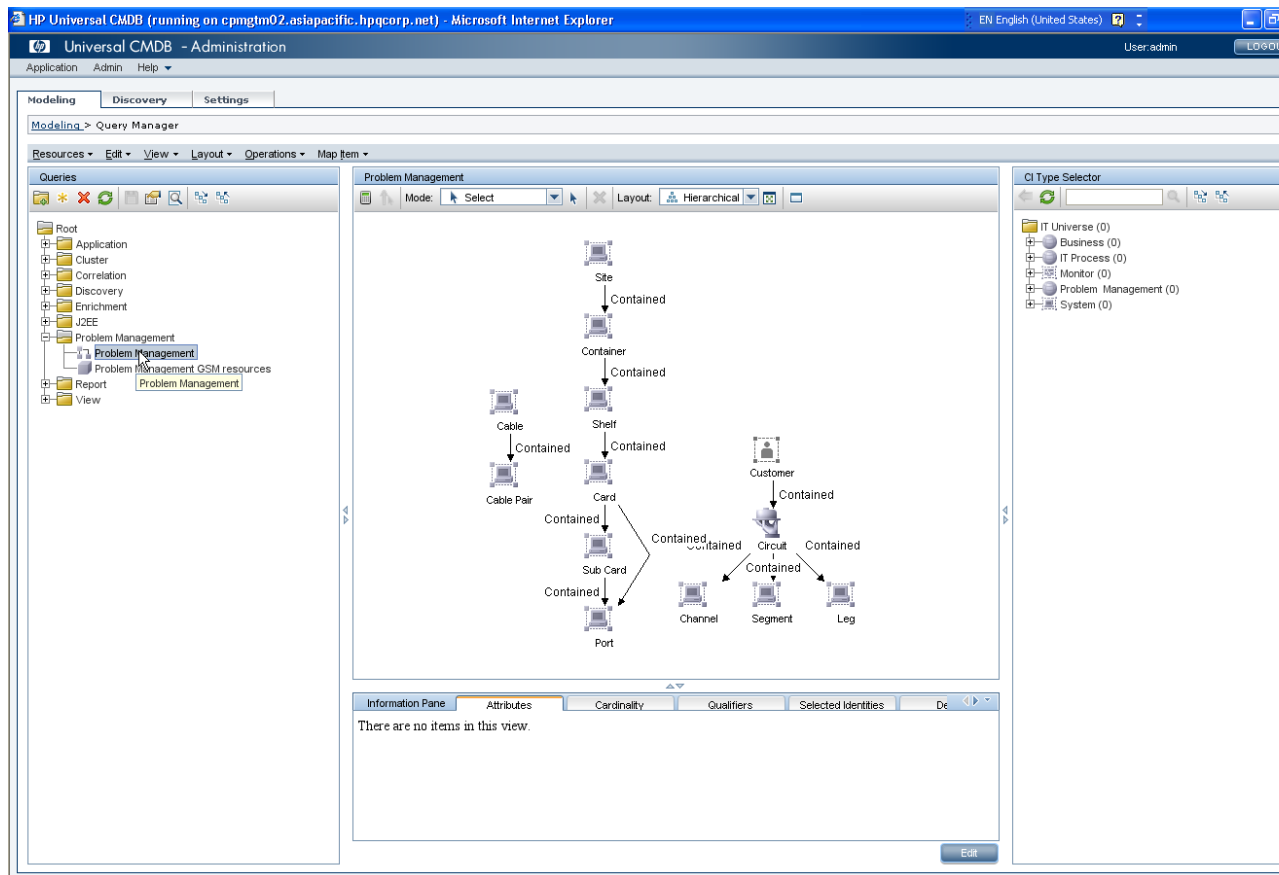 HP Universal CMDB (running on cpmgtm02.asiapacific.hpqcorp.net) - Microsoft Internet Explorer
EN English (United States)
hp Universal CMDB - Administration
User:admin
Application Admin Help
Modeling Discovery Settings
Modeling > Query Manager
Resources Edit View Layout Operations Map Item
Queries
Root
Application
Cluster
Correlation
Discovery
Enrichment
J2EE
Problem Management
Problem Management
Problem Management GSM resources
Report
Problem Management
View
Problem Management
Mode: Select Layout: Hierarchical
Site
Contained
Container
Contained
Shelf
Contained
Card
Contained
Sub Card
Contained
Port
Contained
Cable
Contained
Cable Pair
Customer
Contained
Circuit
Contained
Contained
Channel
Segment
Leg
Information Pane Attributes Cardinality Qualifiers Selected Identities
There are no items in this view.
Edit
CI Type Selector
IT Universe (0)
Business (0)
IT Process (0)
Monitor (0)
Problem Management (0)
System (0)